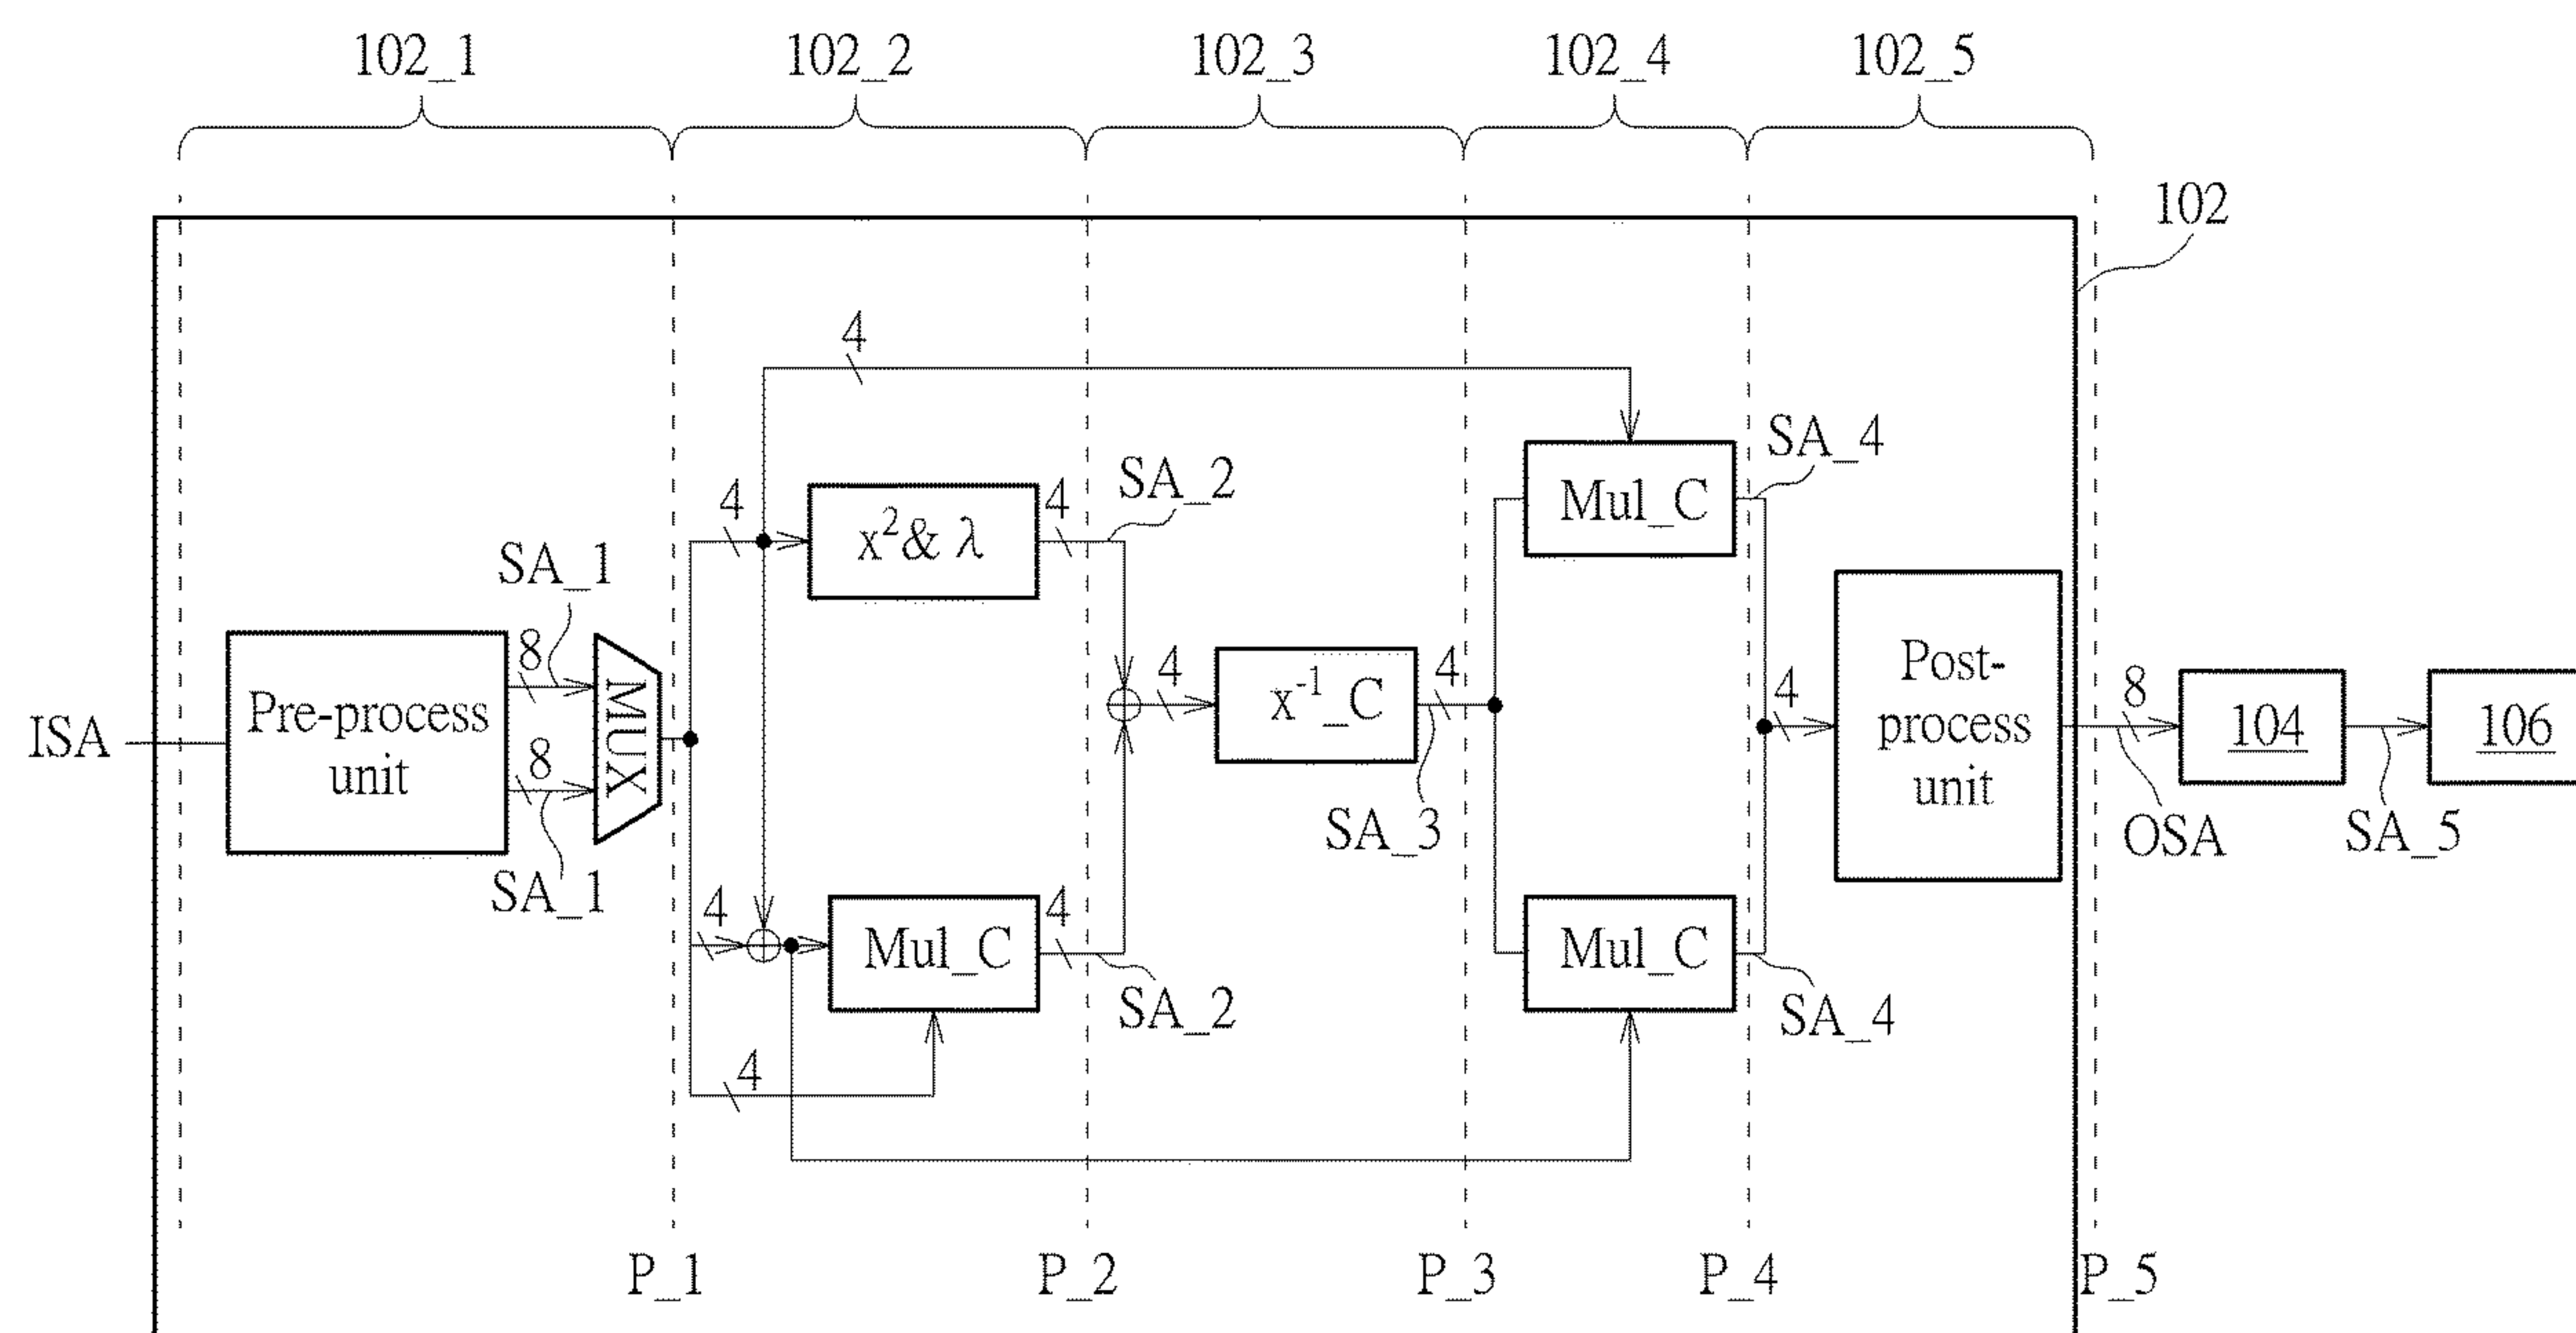 102_1 102_2 102_3 102_4 102_5
102
4
SA_4
SA_2
4 4
x²& λ
Mul_C
SA_1
8
4 4
Pre-process
unit
MUX
x⁻¹_C
Post-
process
unit
ISA
8
4
8
104
106
SA_3
OSA
SA_5
SA_1
4
Mul_C
4
Mul_C
SA_2
SA_4
4
P_1 P_2 P_3 P_4 P_5